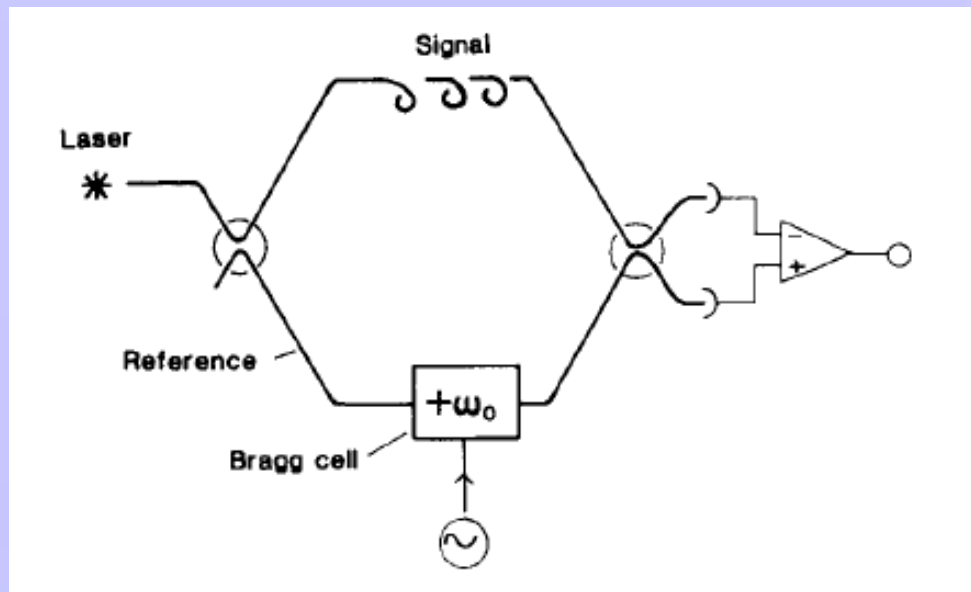 Signal
Laser
−
+
Reference
+ω₀
Bragg cell